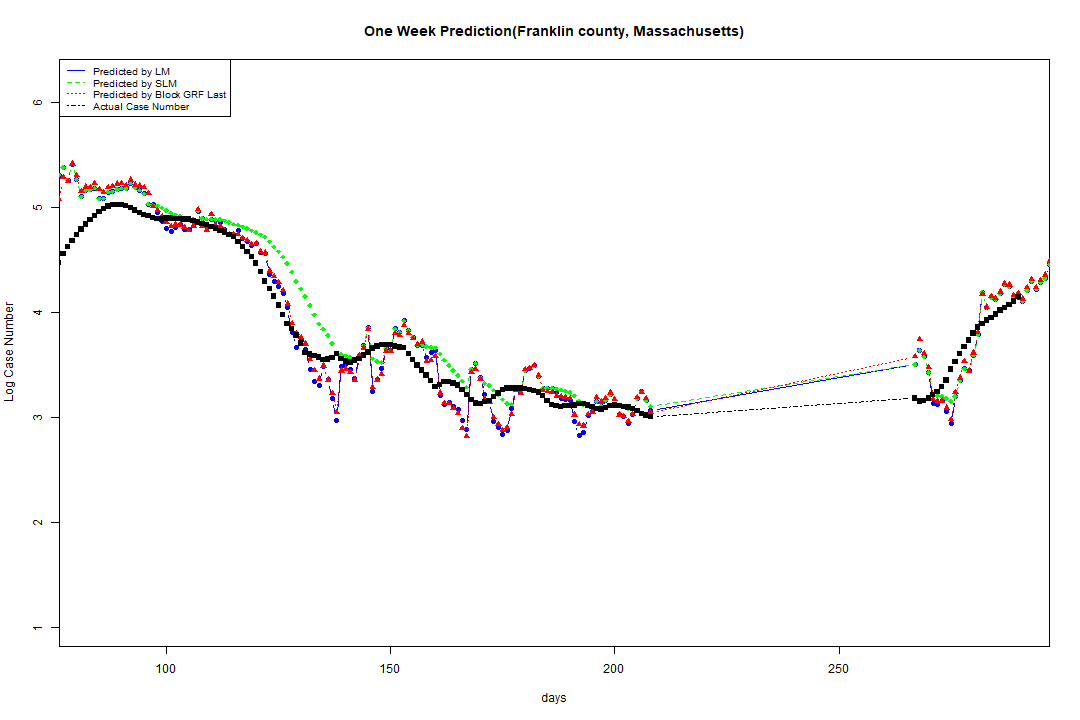 One Week Prediction(Franklin county, Massachusetts)
Predicted by LM
Predicted by SLM
Predicted by Block GRF Last
Actual Case Number
6
5
4
3
2
1
Log Case Number
100 150 200 250
days